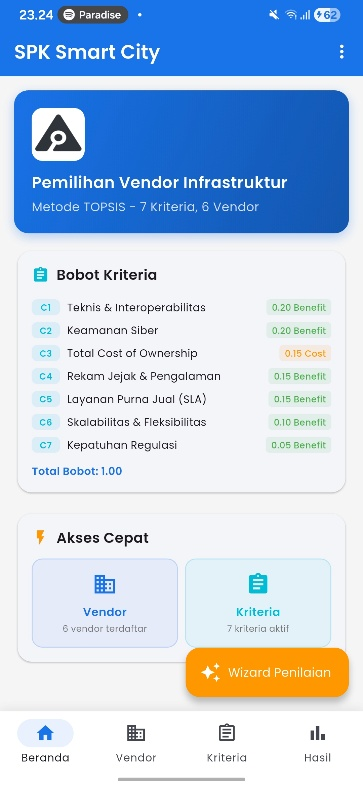 23.24 Paradise 62
SPK Smart City
Pemilihan Vendor Infrastruktur
Metode TOPSIS - 7 Kriteria, 6 Vendor
Bobot Kriteria
C1 Teknis & Interoperabilitas 0.20 Benefit
C2 Keamanan Siber 0.20 Benefit
C3 Total Cost of Ownership 0.15 Cost
C4 Rekam Jejak & Pengalaman 0.15 Benefit
C5 Layanan Purna Jual (SLA) 0.15 Benefit
C6 Skalabilitas & Fleksibilitas 0.10 Benefit
C7 Kepatuhan Regulasi 0.05 Benefit
Total Bobot: 1.00
Akses Cepat
Vendor Kriteria
6 vendor terdaftar 7 kriteria aktif
Wizard Penilaian
Beranda Vendor Kriteria Hasil